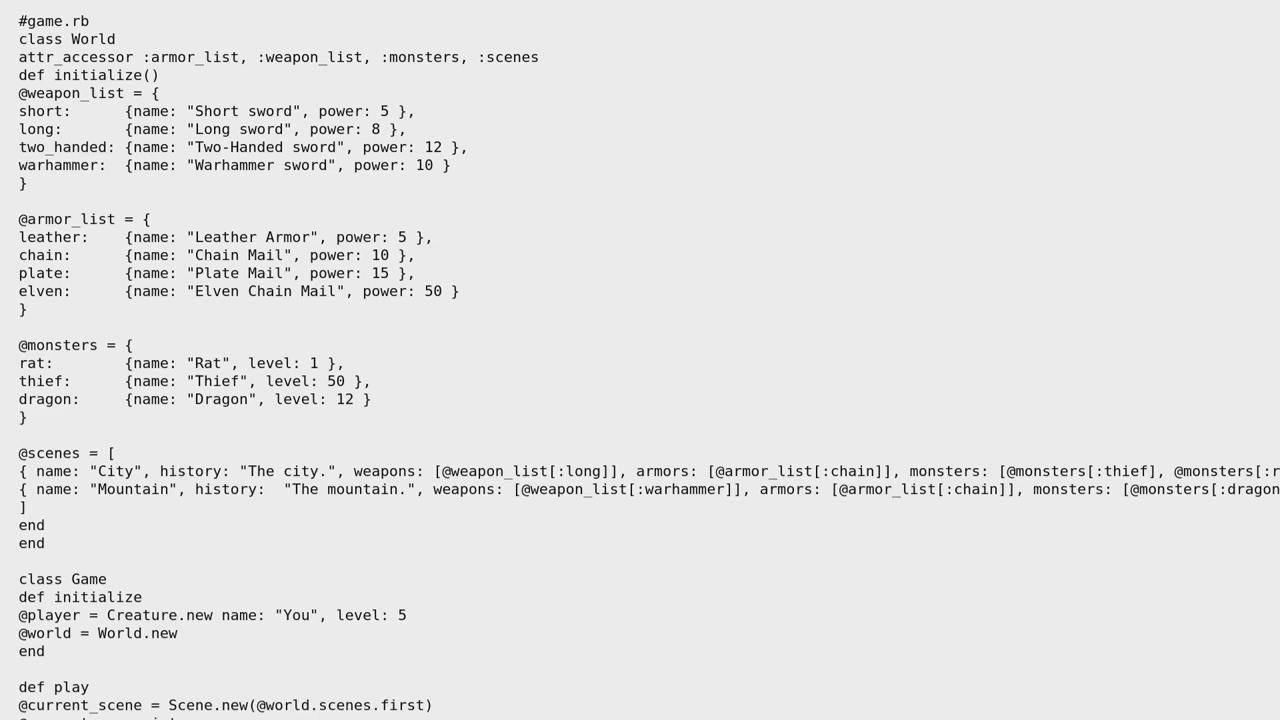 #game.rb
class World
attr_accessor :armor_list, :weapon_list, :monsters, :scenes
def initialize()
@weapon_list = {
short:      {name: "Short sword", power: 5 },
long:       {name: "Long sword", power: 8 },
two_handed: {name: "Two-Handed sword", power: 12 },
warhammer:  {name: "Warhammer sword", power: 10 }
}

@armor_list = {
leather:    {name: "Leather Armor", power: 5 },
chain:      {name: "Chain Mail", power: 10 },
plate:      {name: "Plate Mail", power: 15 },
elven:      {name: "Elven Chain Mail", power: 50 }
}

@monsters = {
rat:        {name: "Rat", level: 1 },
thief:      {name: "Thief", level: 50 },
dragon:     {name: "Dragon", level: 12 }
}

@scenes = [
{ name: "City", history: "The city.", weapons: [@weapon_list[:long]], armors: [@armor_list[:chain]], monsters: [@monsters[:thief], @monsters[:r
{ name: "Mountain", history:  "The mountain.", weapons: [@weapon_list[:warhammer]], armors: [@armor_list[:chain]], monsters: [@monsters[:dragon
]
end
end

class Game
def initialize
@player = Creature.new name: "You", level: 5
@world = World.new
end

def play
@current_scene = Scene.new(@world.scenes.first)